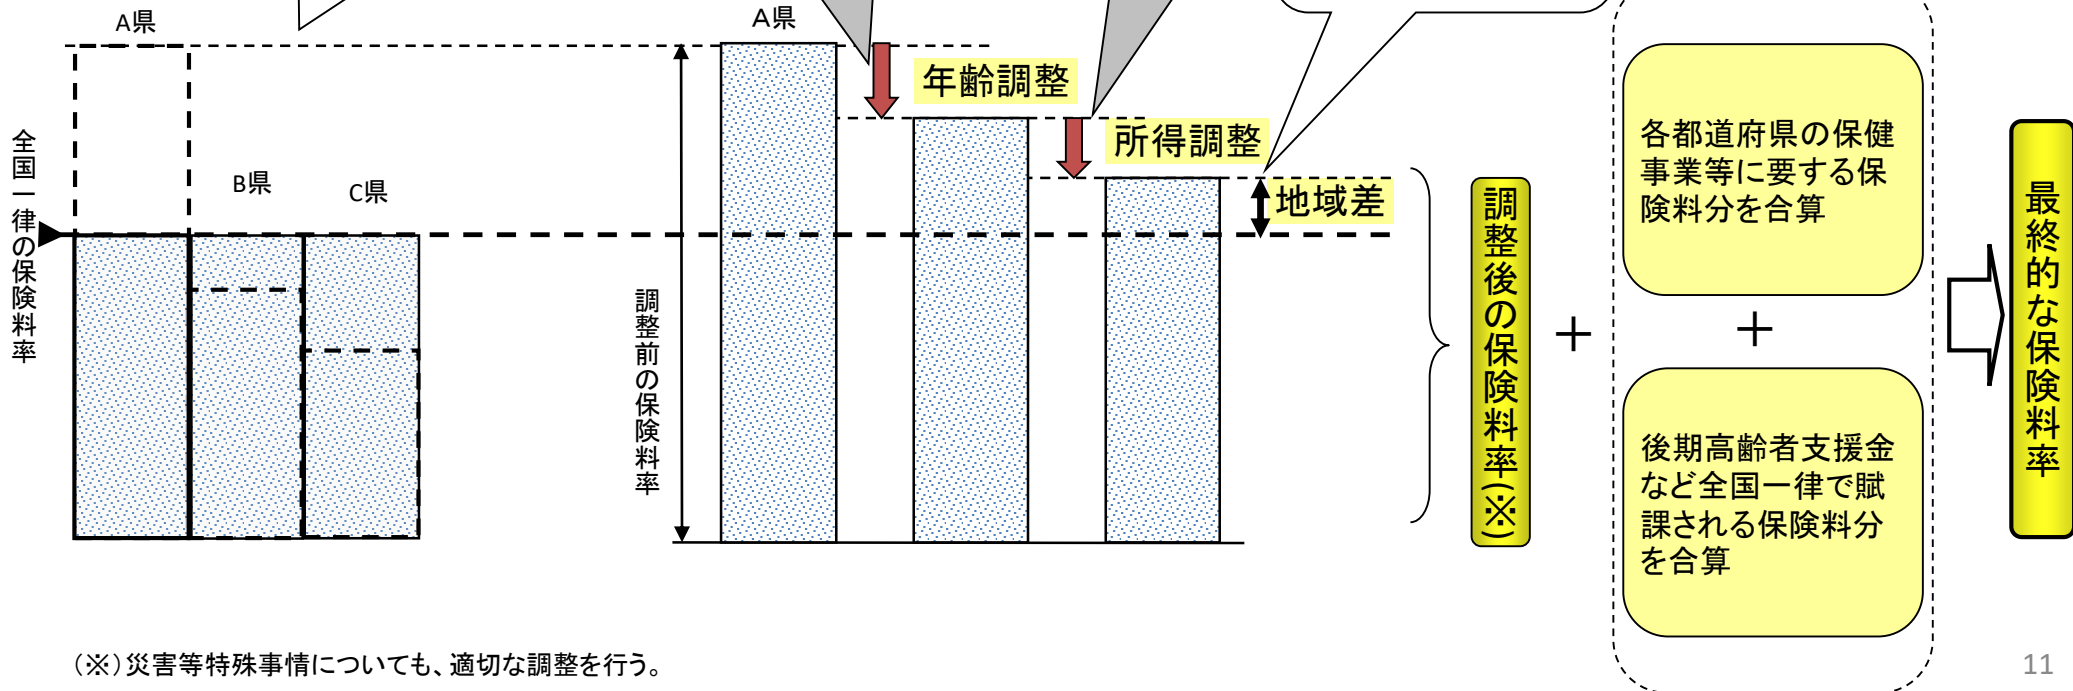 A県
全国一律の保険料率
B県
C県
A県
調整前の保険料率
年齢調整
所得調整
地域差
調整後の保険料率(※)
＋
各都道府県の保健
事業等に要する保
険料分を合算
＋
後期高齢者支援金
など全国一律で賦
課される保険料分
を合算
最終的な保険料率
(※)災害等特殊事情についても、適切な調整を行う。
11